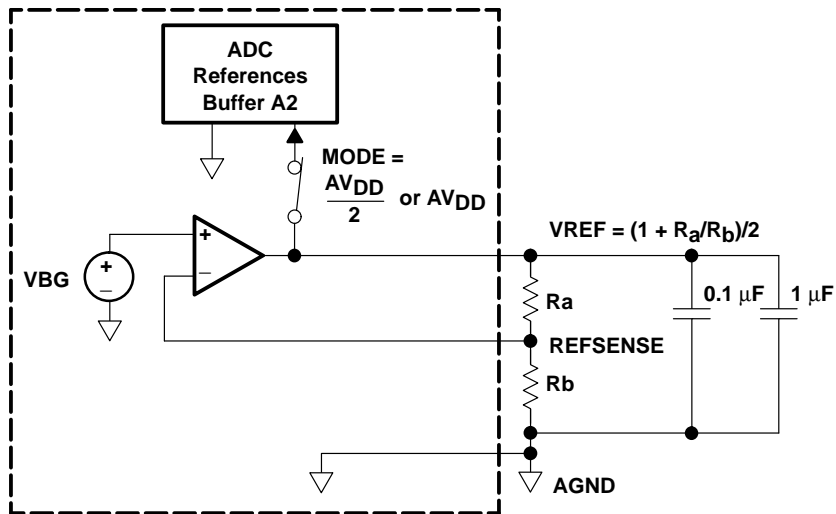 ADC
References
Buffer A2
MODE =
AVDD
2
or AVDD
VREF = (1 + Ra/Rb)/2
+
−
VBG
+
−
Ra
0.1 μF
1 μF
REFSENSE
Rb
AGND